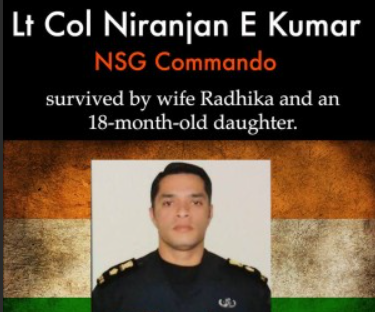 Lt Col Niranjan E Kumar
NSG Commando
survived by wife Radhika and an
18-month-old daughter.